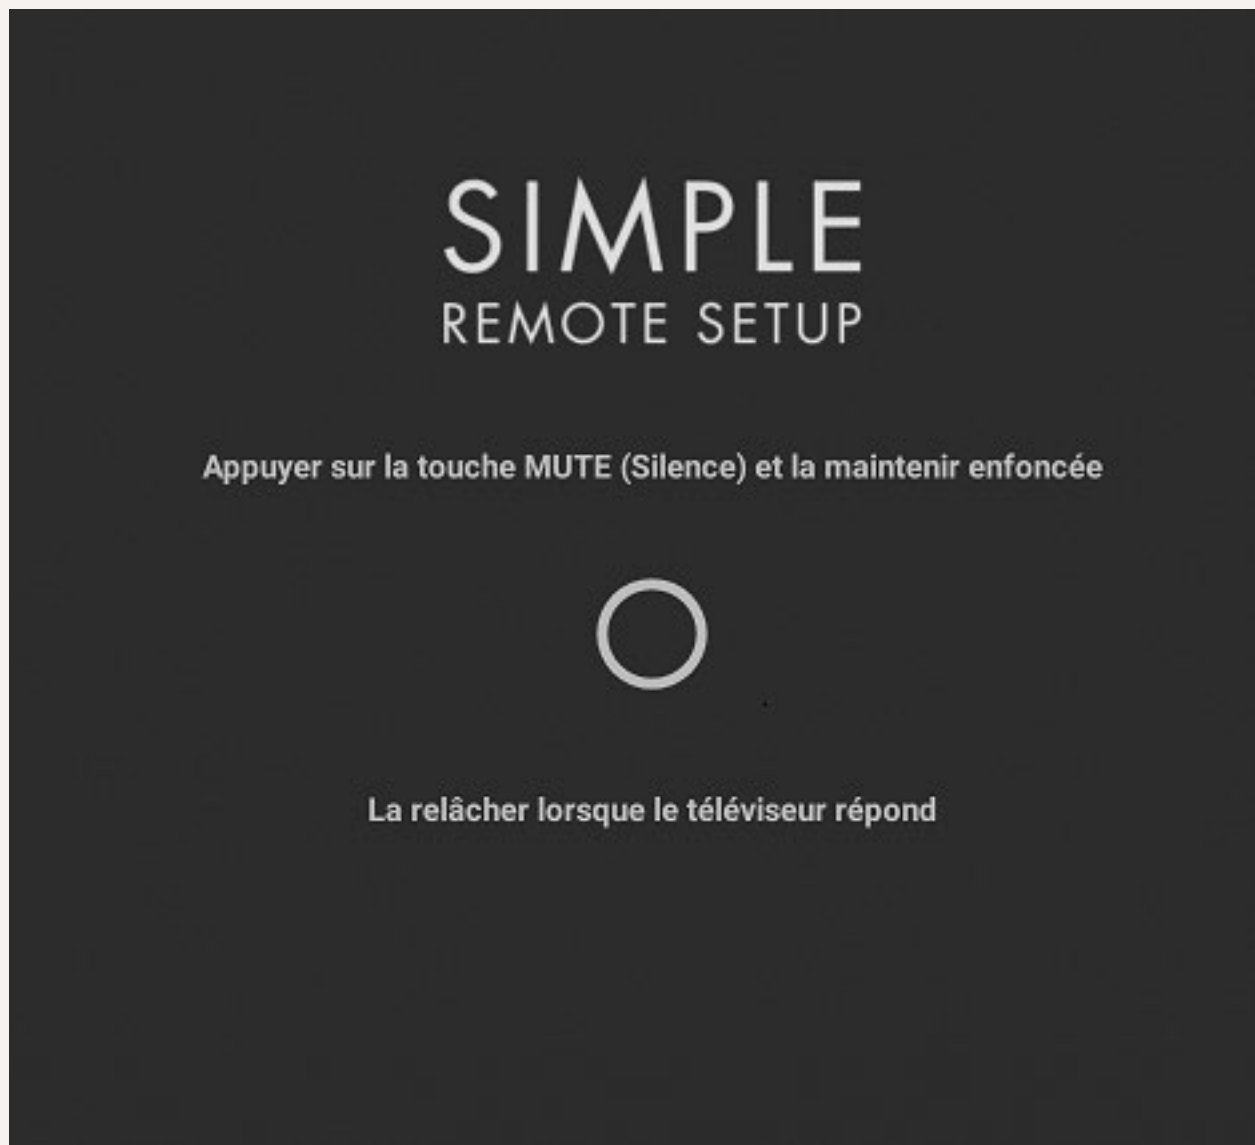 SIMPLE
REMOTE SETUP
Appuyer sur la touche MUTE (Silence) et la maintenir enfoncée
La relâcher lorsque le téléviseur répond